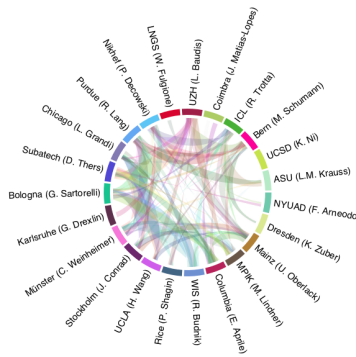 UZH (L. Baudis)
Coimbra (J. Matias-Lopes)
ICL (R. Trotta)
Bern (M. Schumann)
UCSD (K. Ni)
ASU (L.M. Krauss)
NYUAD (F. Arneodo
Dresden (K. Zuber)
Mainz (U. Oberlack)
MPIK (M. Lindner)
Columbia (E. Aprile)
WIS (R. Budnik)
Rice (P. Shagin)
UCLA (H. Wang)
Stockholm (J. Conrad)
Münster (C. Weinheimer)
Karlsruhe (G. Drexlin)
Bologna (G. Sartorelli)
Subatech (D. Thers)
Chicago (L. Grandi)
Purdue (R. Lang)
Nikhef (P. Decowski)
LNGS (W. Fulgione)